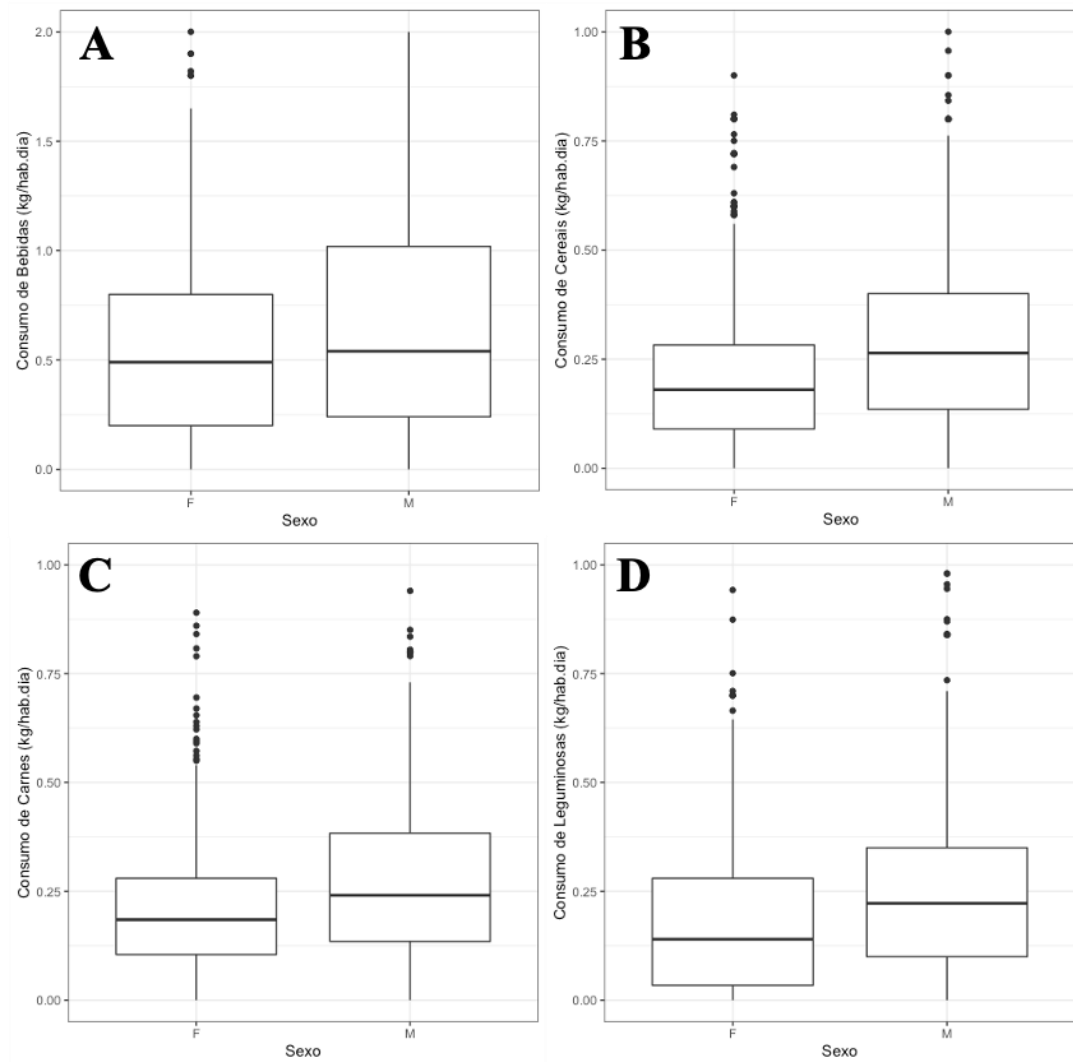 A
Consumo de Bebidas (kg/hab.dia)
2.0
1.5
1.0
0.5
0.0
F
M
Sexo
B
Consumo de Cereais (kg/hab.dia)
1.00
0.75
0.50
0.25
0.00
F
M
Sexo
C
Consumo de Carnes (kg/hab.dia)
1.00
0.75
0.50
0.25
0.00
F
M
Sexo
D
Consumo de Leguminosas (kg/hab.dia)
1.00
0.75
0.50
0.25
0.00
F
M
Sexo